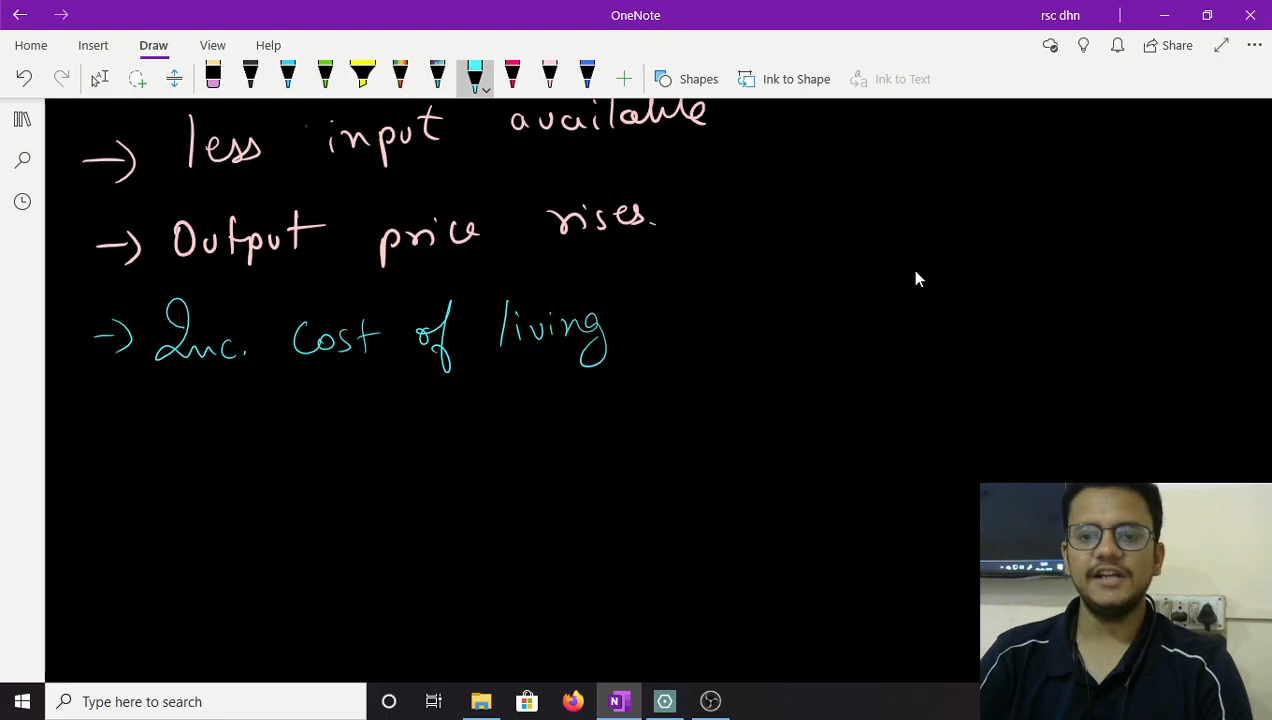 OneNote
rsc dhn
Home Insert Draw View Help
Share
Shapes Ink to Shape Ink to Text
→ less input available
→ Output price rises.
→ Inc. cost of living
Type here to search